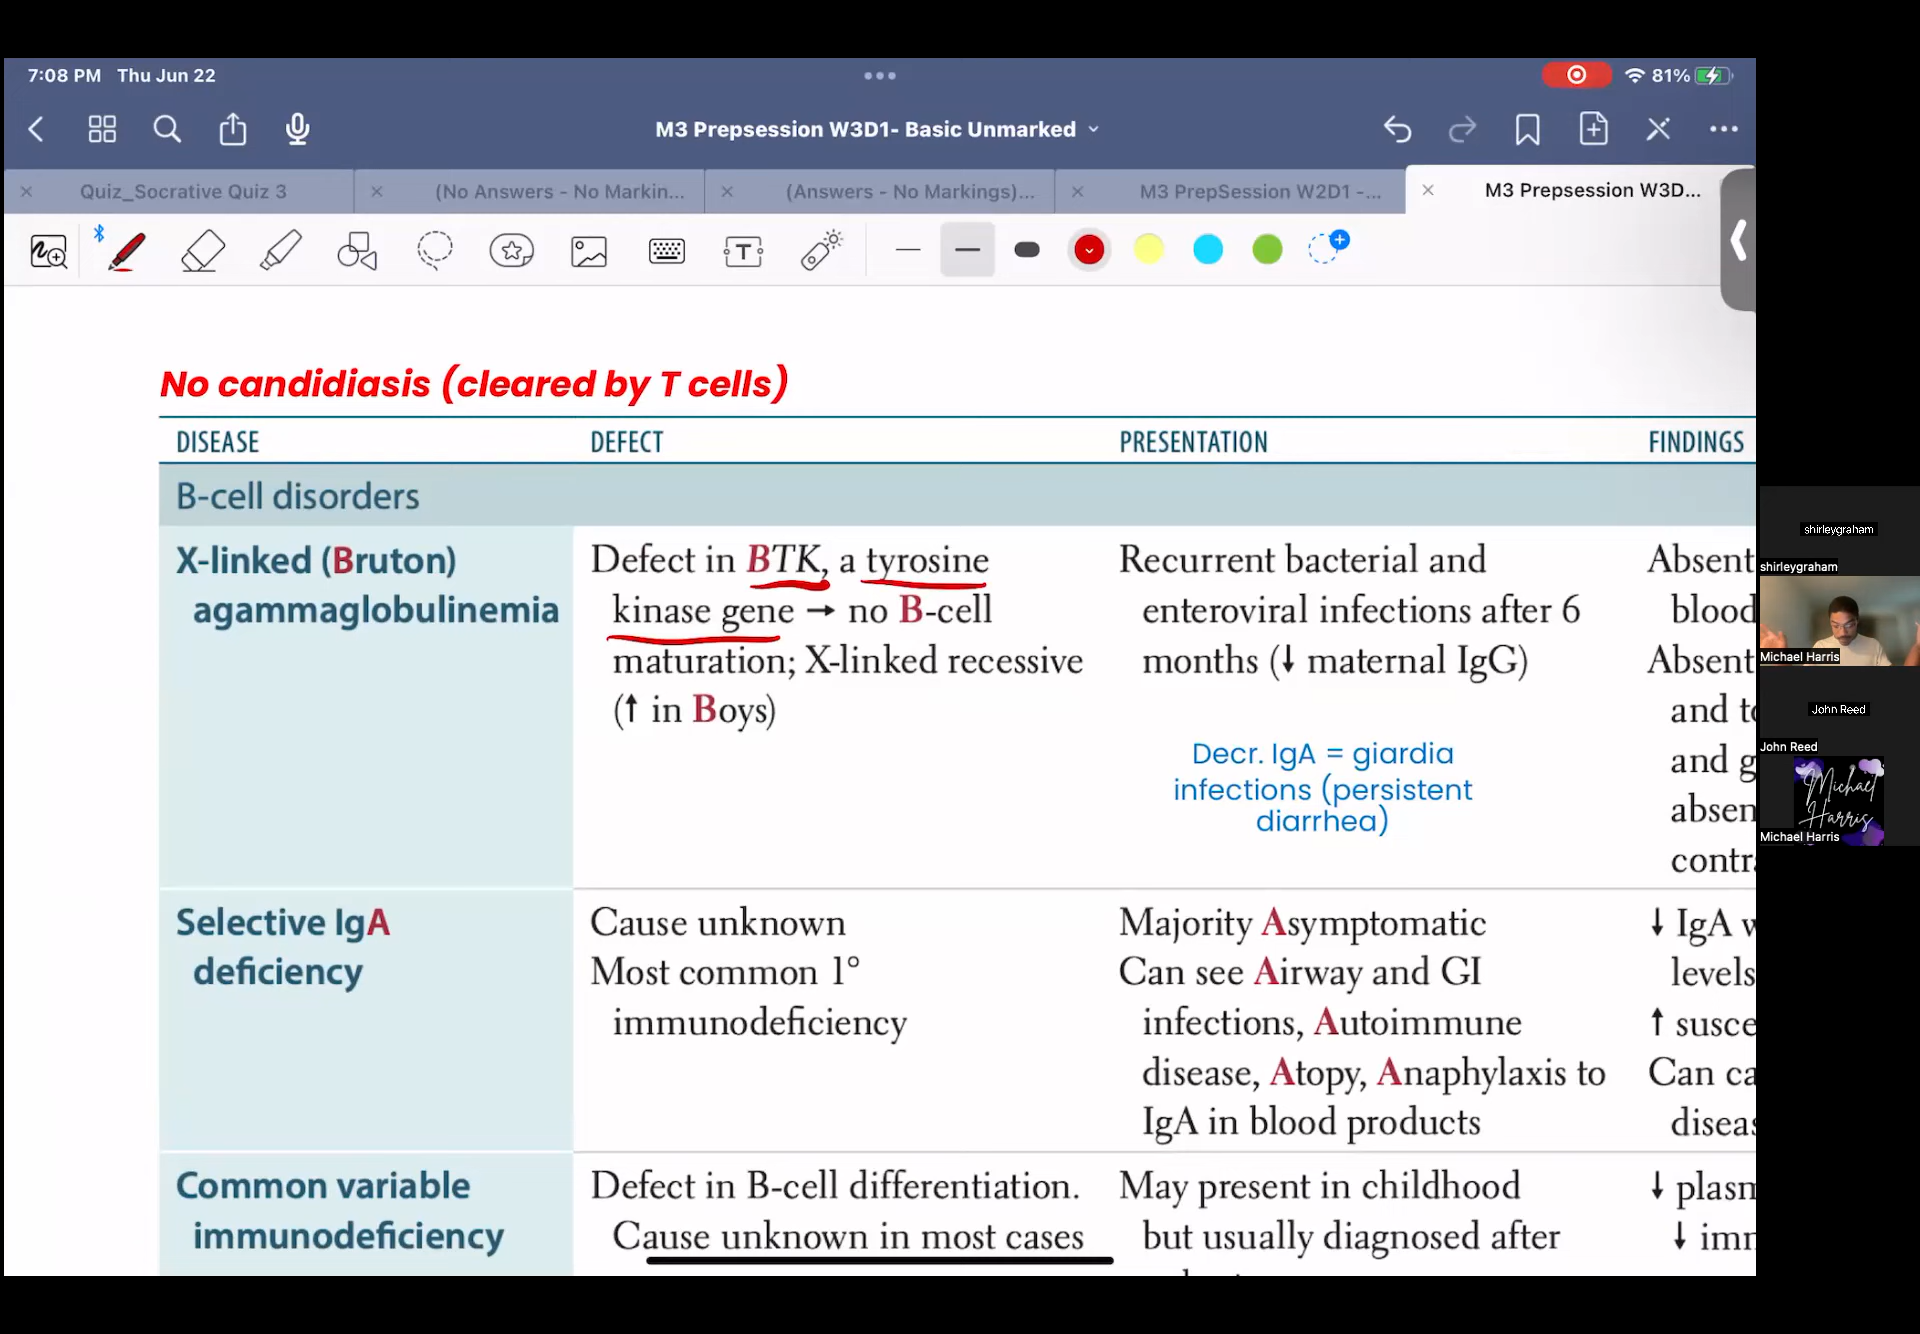 7:08 PM Thu Jun 22
81%
M3 Prepsession W3D1- Basic Unmarked
Quiz_Socrative Quiz 3
(No Answers - No Markin...
(Answers - No Markings)...
M3 PrepSession W2D1 -...
M3 Prepsession W3D...
T
No candidiasis (cleared by T cells)
DISEASE DEFECT PRESENTATION FINDINGS
B-cell disorders
X-linked (Bruton)
agammaglobulinemia
Defect in BTK, a tyrosine
kinase gene → no B-cell
maturation; X-linked recessive
(↑ in Boys)
Recurrent bacterial and
enteroviral infections after 6
months (↓ maternal IgG)
Decr. IgA = giardia
infections (persistent
diarrhea)
Absent
blood
Absent
and to
and g
absen
contr
Selective IgA
deficiency
Cause unknown
Most common 1°
immunodeficiency
Majority Asymptomatic
Can see Airway and GI
infections, Autoimmune
disease, Atopy, Anaphylaxis to
IgA in blood products
↓ IgA w
levels
↑ susce
Can ca
diseas
Common variable
immunodeficiency
Defect in B-cell differentiation.
Cause unknown in most cases
May present in childhood
but usually diagnosed after
↓ plasm
↓ imm
shirleygraham
shirleygraham
Michael Harris
John Reed
John Reed
Michael
Harris
Michael Harris